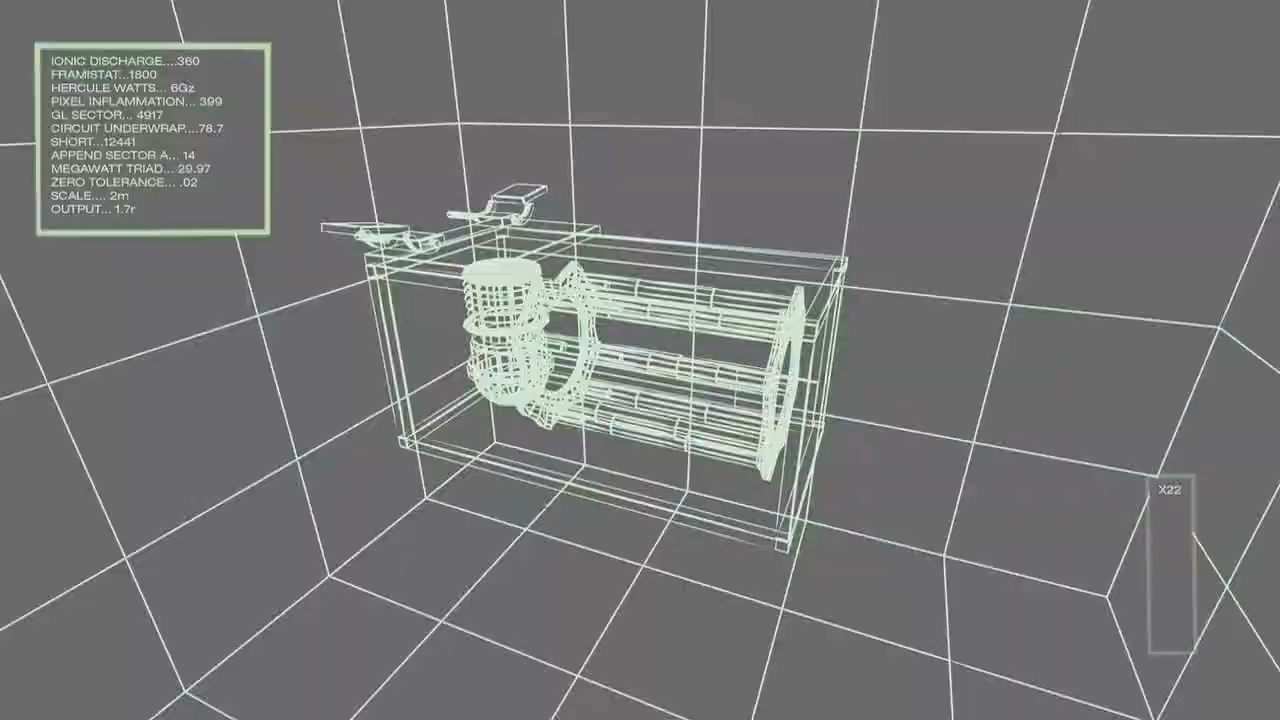 IONIC DISCHARGE....360
FRAMISTAT...1800
HERCULE WATTS... 6Gz
PIXEL INFLAMMATION... 399
GL SECTOR... 4917
CIRCUIT UNDERWRAP....78.7
SHORT...12441
APPEND SECTOR A... 14
MEGAWATT TRIAD... 29.97
ZERO TOLERANCE... .02
SCALE.... 2m
OUTPUT... 1.7r
X22